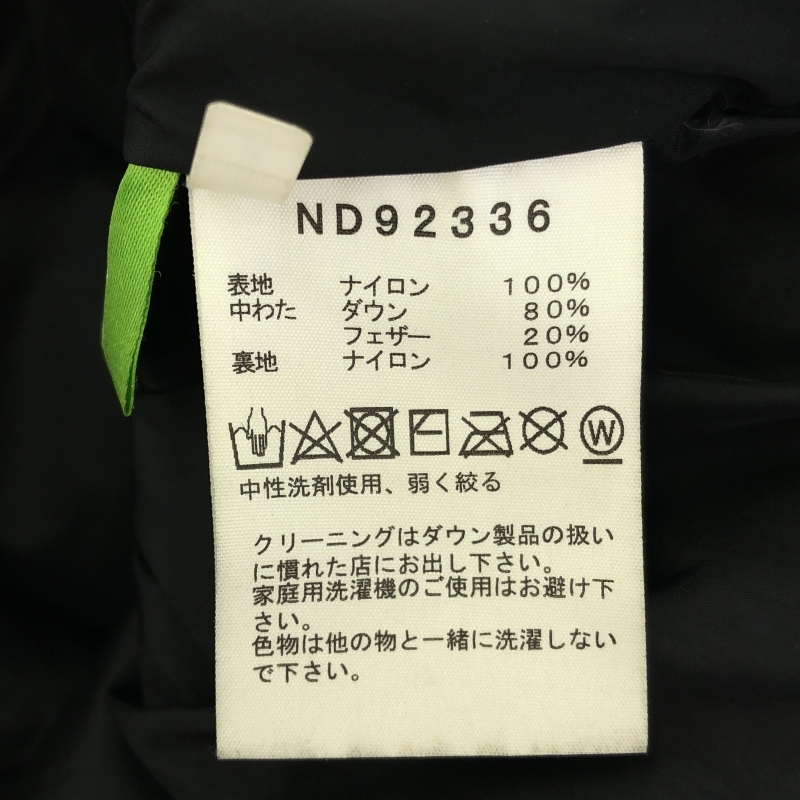 ND92336
表地 ナイロン 100%
中わた ダウン 80%
フェザー 20%
裏地 ナイロン 100%
W
中性洗剤使用、弱く絞る
クリーニングはダウン製品の扱い
に慣れた店にお出し下さい。
家庭用洗濯機のご使用はお避け下
さい。
色物は他の物と一緒に洗濯しない
で下さい。